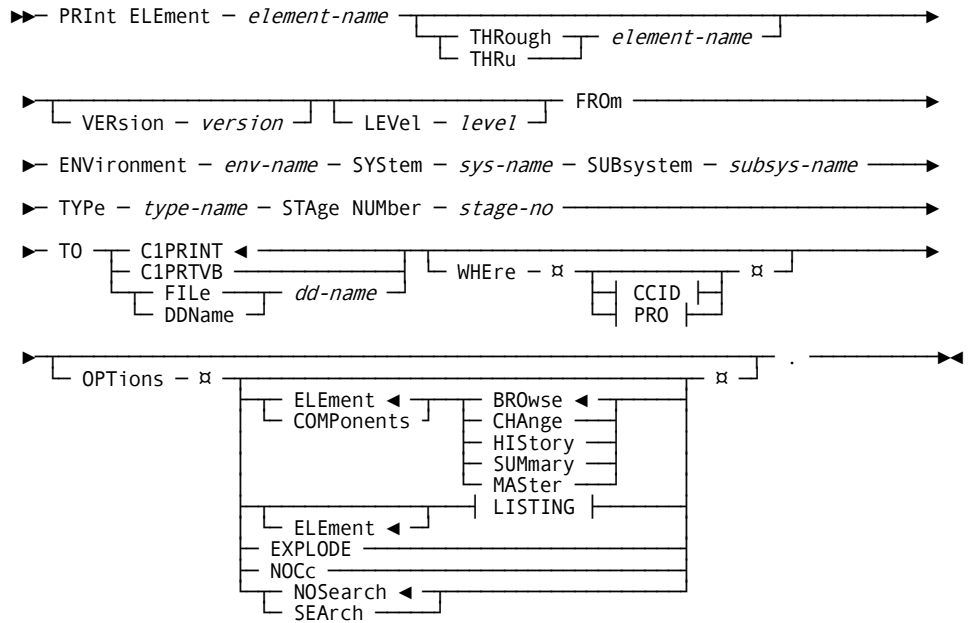 PRInt ELEment — element-name THRough element-name
THRu
VERsion — version LEVel — level FROm
ENVironment — env-name — SYStem — sys-name — SUBsystem — subsys-name
TYPe — type-name — STAge NUMber — stage-no
TO C1PRINT WHEre — ¤ ¤
C1PRTVB CCID
FILe dd-name PRO
DDName
OPTions — ¤ ¤ .
ELEment BROwse
COMPonents CHAnge
HIStory
SUMmary
MASter
LISTING
ELEment
EXPLODE
NOCc
NOSearch
SEArch